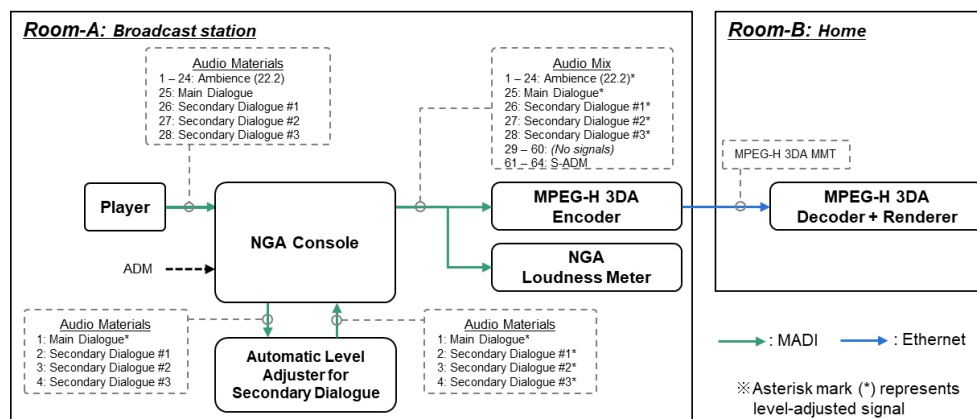 Room-A: Broadcast station
Audio Materials
1 – 24: Ambience (22.2)
25: Main Dialogue
26: Secondary Dialogue #1
27: Secondary Dialogue #2
28: Secondary Dialogue #3
Audio Mix
1 – 24: Ambience (22.2)*
25: Main Dialogue*
26: Secondary Dialogue #1*
27: Secondary Dialogue #2*
28: Secondary Dialogue #3*
29 – 60: (No signals)
61 – 64: S-ADM
Player
NGA Console
ADM
MPEG-H 3DA
Encoder
NGA
Loudness Meter
Audio Materials
1: Main Dialogue*
2: Secondary Dialogue #1
3: Secondary Dialogue #2
4: Secondary Dialogue #3
Automatic Level
Adjuster for
Secondary Dialogue
Audio Materials
1: Main Dialogue*
2: Secondary Dialogue #1*
3: Secondary Dialogue #2*
4: Secondary Dialogue #3*
Room-B: Home
MPEG-H 3DA MMT
MPEG-H 3DA
Decoder + Renderer
: MADI
: Ethernet
※Asterisk mark (*) represents
level-adjusted signal